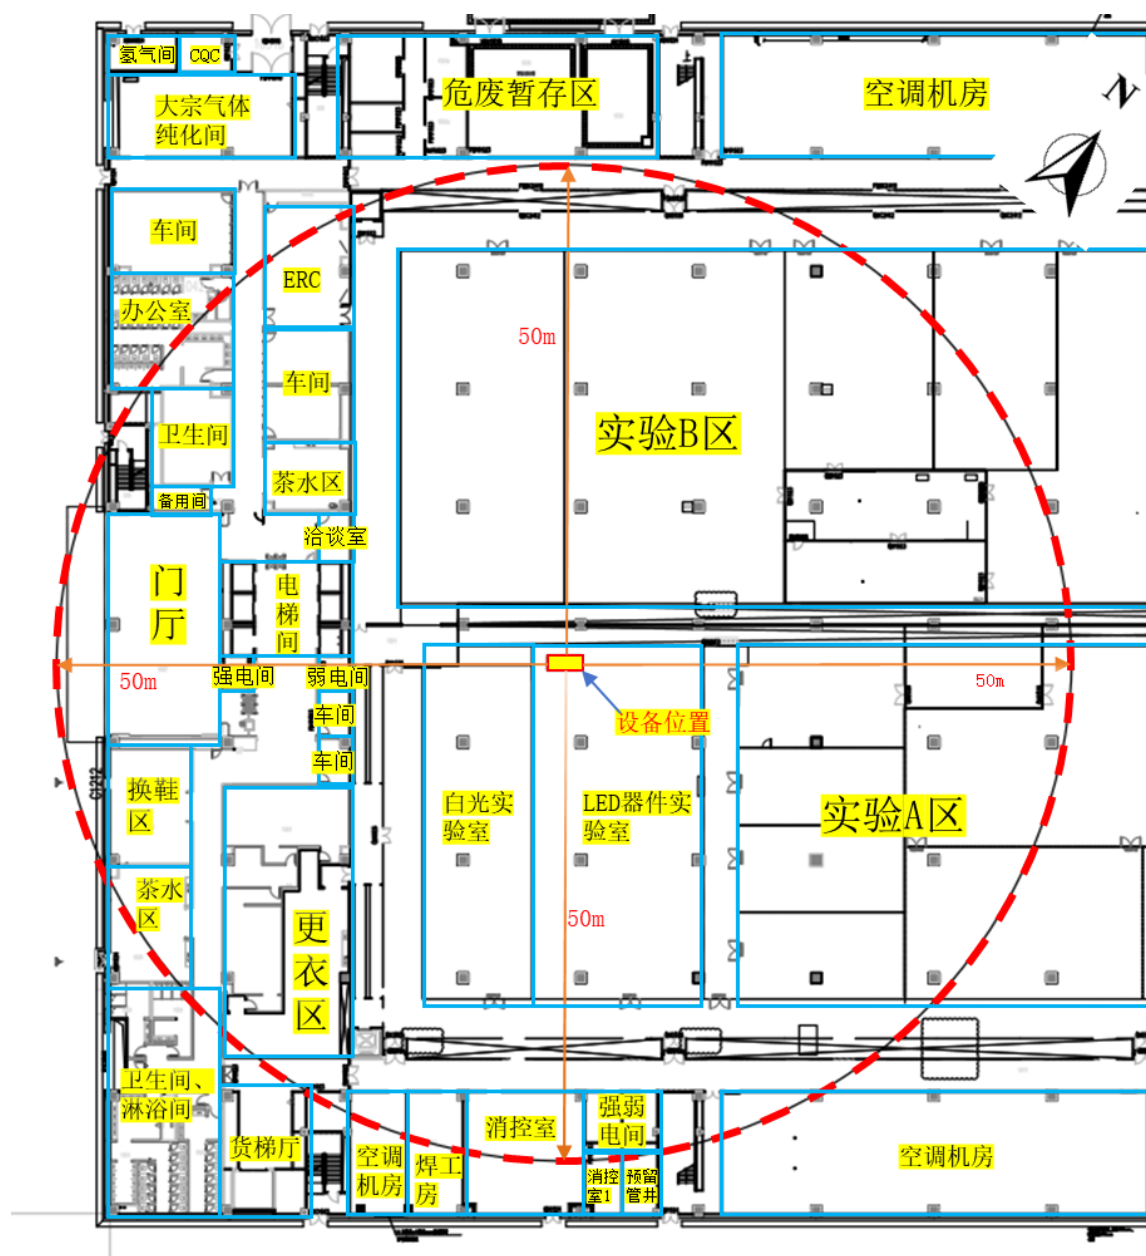 氢气间
CQC
大宗气体
纯化间
危废暂存区
空调机房
N
车间
ERC
办公室
50m
车间
实验B区
卫生间
茶水区
备用间
洽谈室
门
厅
电
梯
间
强电间
弱电间
50m
50m
车间
设备位置
车间
换鞋
区
白光实
验室
LED器件实
验室
实验A区
茶水
区
更
衣
区
50m
卫生间、
淋浴间
货梯厅
空调
机房
焊工
房
消控室
强弱
电间
消控
室1
预留
管井
空调机房